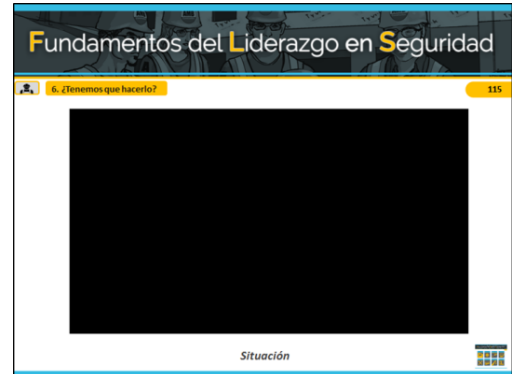 Fundamentos del Liderazgo en Seguridad
6. ¿Tenemos que hacerlo?
115
Situación